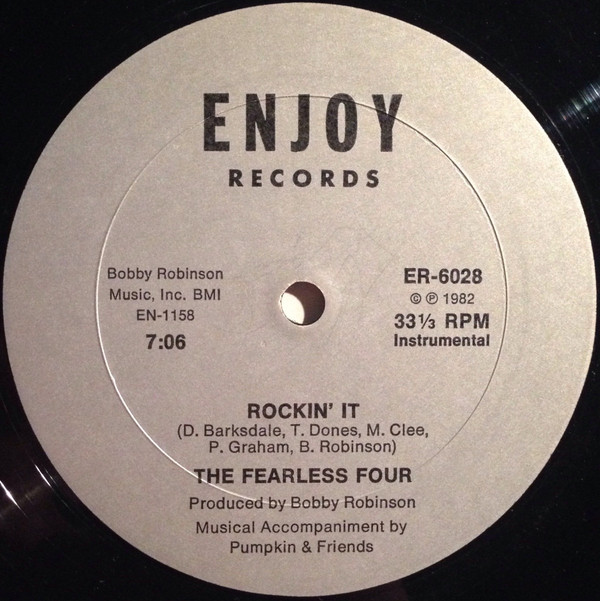 ENJOY
RECORDS
Bobby Robinson
Music, Inc. BMI
EN-1158
7:06
ER-6028
© ℗ 1982
33⅓ RPM
Instrumental
ROCKIN' IT
(D. Barksdale, T. Dones, M. Clee,
P. Graham, B. Robinson)
THE FEARLESS FOUR
Produced by Bobby Robinson
Musical Accompaniment by
Pumpkin & Friends